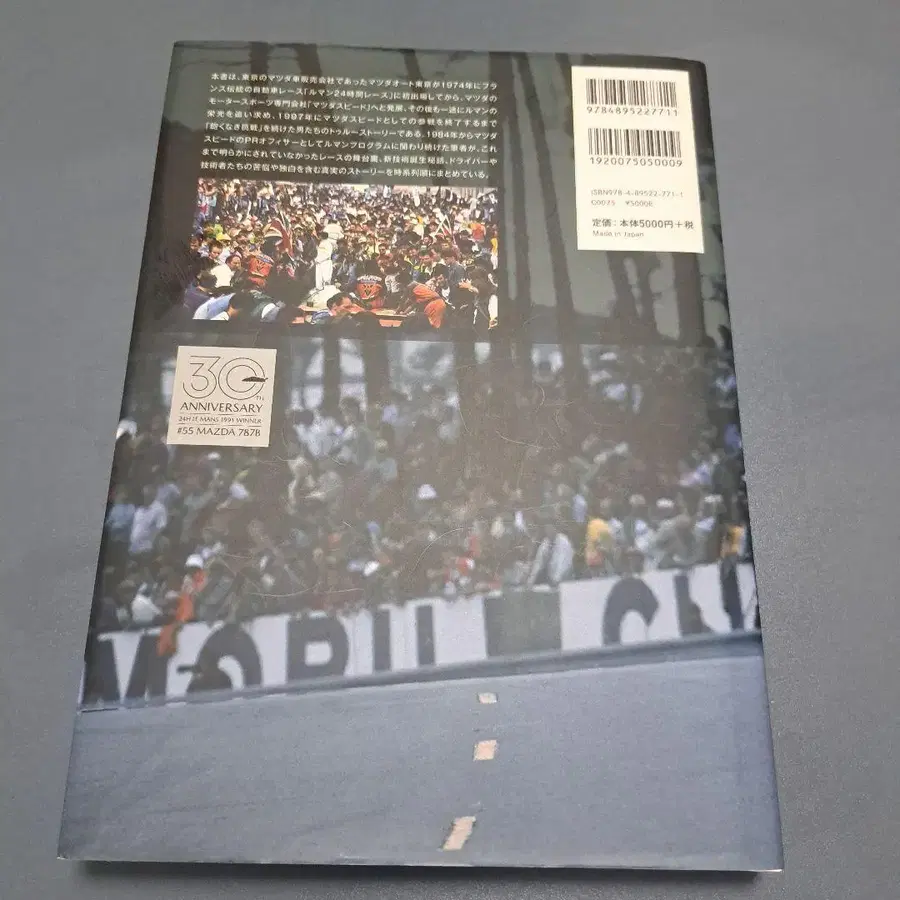 本書は、東京のマツダ車販売会社であったマツダオート東京が1974年にフラ
ンス伝統の自動車レース「ルマン24時間レース」に初出場してから、マツダの
モータースポーツ専門会社「マツダスピード」へと発展、その後も一途にルマンの
栄光を追い求め、1997年にマツダスピードとしての参戦を終了するまで
「飽くなき挑戦」を続けた男たちのトゥルーストーリーである。1984年からマツダ
スピードのPRオフィサーとしてルマンプログラムに関わり続けた筆者が、これ
まで明らかにされていなかったレースの舞台裏、新技術誕生秘話、ドライバーや
技術者たちの苦悩や独白を含む真実のストーリーを時系列順にまとめている。
9784895227711
1920075050009
ISBN978-4-89522-771-1
C0075 ¥5000E
定価：本体5000円＋税
Made in Japan
30TH
ANNIVERSARY
24H LE MANS 1991 WINNER
#55 MAZDA 787B
MOBIL